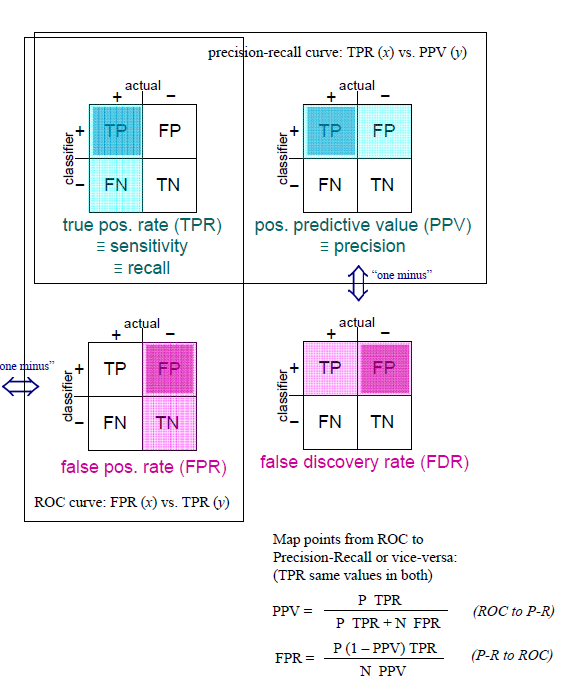 precision-recall curve: TPR (x) vs. PPV (y)
actual
+ −
classifier
+ TP FP
− FN TN
true pos. rate (TPR)
≡ sensitivity
≡ recall
actual
+ −
classifier
+ TP FP
− FN TN
pos. predictive value (PPV)
≡ precision
“one minus”
one minus”
actual
+ −
classifier
+ TP FP
− FN TN
false pos. rate (FPR)
ROC curve: FPR (x) vs. TPR (y)
actual
+ −
classifier
+ TP FP
− FN TN
false discovery rate (FDR)
Map points from ROC to
Precision-Recall or vice-versa:
(TPR same values in both)
P TPR
PPV = (ROC to P-R)
P TPR + N FPR
P (1 – PPV) TPR
FPR = (P-R to ROC)
N PPV